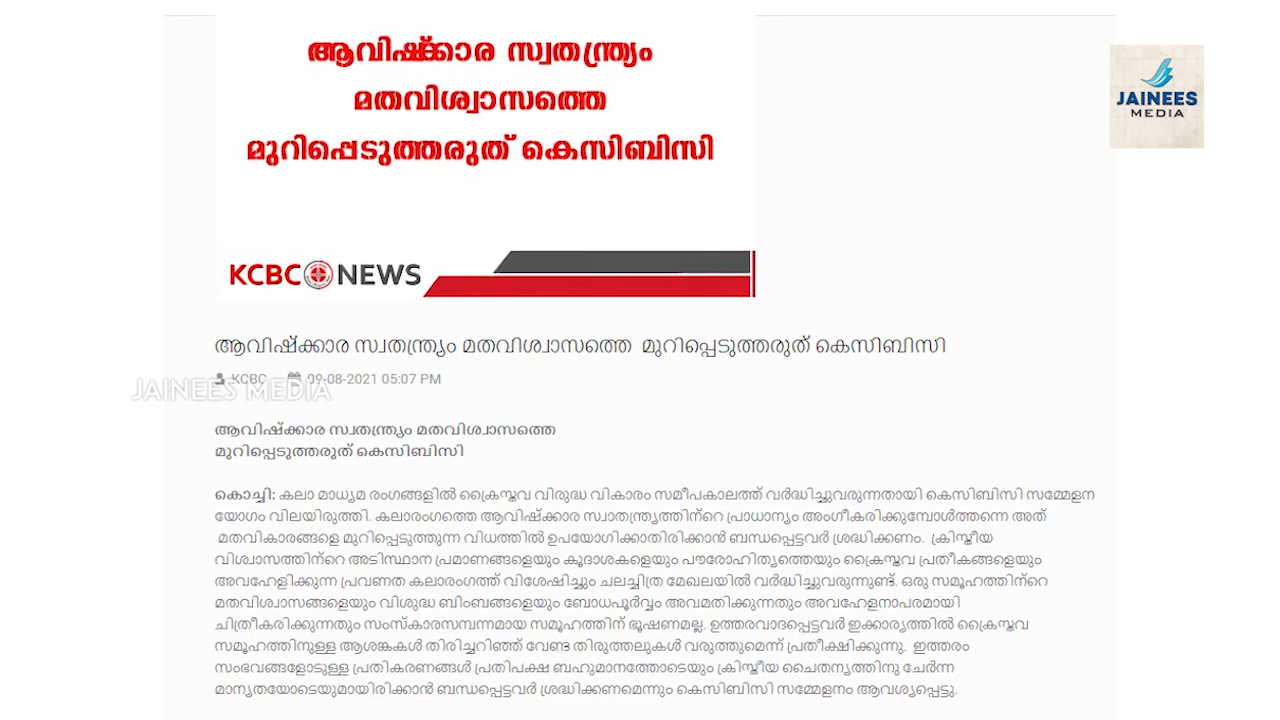 ആവിഷ്ക്കാര സ്വതന്ത്ര്യം
മതവിശ്വാസത്തെ
മുറിപ്പെടുത്തരുത് കെസിബിസി
JAINEES
MEDIA
KCBC NEWS
ആവിഷ്ക്കാര സ്വതന്ത്ര്യം മതവിശ്വാസത്തെ മുറിപ്പെടുത്തരുത് കെസിബിസി
KCBC 09-08-2021 05:07 PM
JAINEES MEDIA
ആവിഷ്ക്കാര സ്വതന്ത്ര്യം മതവിശ്വാസത്തെ
മുറിപ്പെടുത്തരുത് കെസിബിസി
കൊച്ചി: കലാ മാധ്യമ രംഗങ്ങളിൽ ക്രൈസ്തവ വിരുദ്ധ വികാരം സമീപകാലത്ത് വർദ്ധിച്ചുവരുന്നതായി കെസിബിസി സമ്മേളന
യോഗം വിലയിരുത്തി. കലാരംഗത്തെ ആവിഷ്ക്കാര സ്വാതന്ത്ര്യത്തിന്റെ പ്രാധാന്യം അംഗീകരിക്കുമ്പോൾത്തന്നെ അത്
മതവികാരങ്ങളെ മുറിപ്പെടുത്തുന്ന വിധത്തിൽ ഉപയോഗിക്കാതിരിക്കാൻ ബന്ധപ്പെട്ടവർ ശ്രദ്ധിക്കണം. ക്രിസ്തീയ
വിശ്വാസത്തിന്റെ അടിസ്ഥാന പ്രമാണങ്ങളെയും കൂദാശകളെയും പൗരോഹിത്യത്തെയും ക്രൈസ്തവ പ്രതീകങ്ങളെയും
അവഹേളിക്കുന്ന പ്രവണത കലാരംഗത്ത് വിശേഷിച്ചും ചലച്ചിത്ര മേഖലയിൽ വർദ്ധിച്ചുവരുന്നുണ്ട്. ഒരു സമൂഹത്തിന്റെ
മതവിശ്വാസങ്ങളെയും വിശുദ്ധ ബിംബങ്ങളെയും ബോധപൂർവ്വം അവമതിക്കുന്നതും അവഹേളനാപരമായി
ചിത്രീകരിക്കുന്നതും സംസ്കാരസമ്പന്നമായ സമൂഹത്തിന് ഭൂഷണമല്ല. ഉത്തരവാദപ്പെട്ടവർ ഇക്കാര്യത്തിൽ ക്രൈസ്തവ
സമൂഹത്തിനുള്ള ആശങ്കകൾ തിരിച്ചറിഞ്ഞ് വേണ്ട തിരുത്തലുകൾ വരുത്തുമെന്ന് പ്രതീക്ഷിക്കുന്നു. ഇത്തരം
സംഭവങ്ങളോടുള്ള പ്രതികരണങ്ങൾ പ്രതിപക്ഷ ബഹുമാനത്തോടെയും ക്രിസ്തീയ ചൈതന്യത്തിനു ചേർന്ന
മാന്യതയോടെയുമായിരിക്കാൻ ബന്ധപ്പെട്ടവർ ശ്രദ്ധിക്കണമെന്നും കെസിബിസി സമ്മേളനം ആവശ്യപ്പെട്ടു.